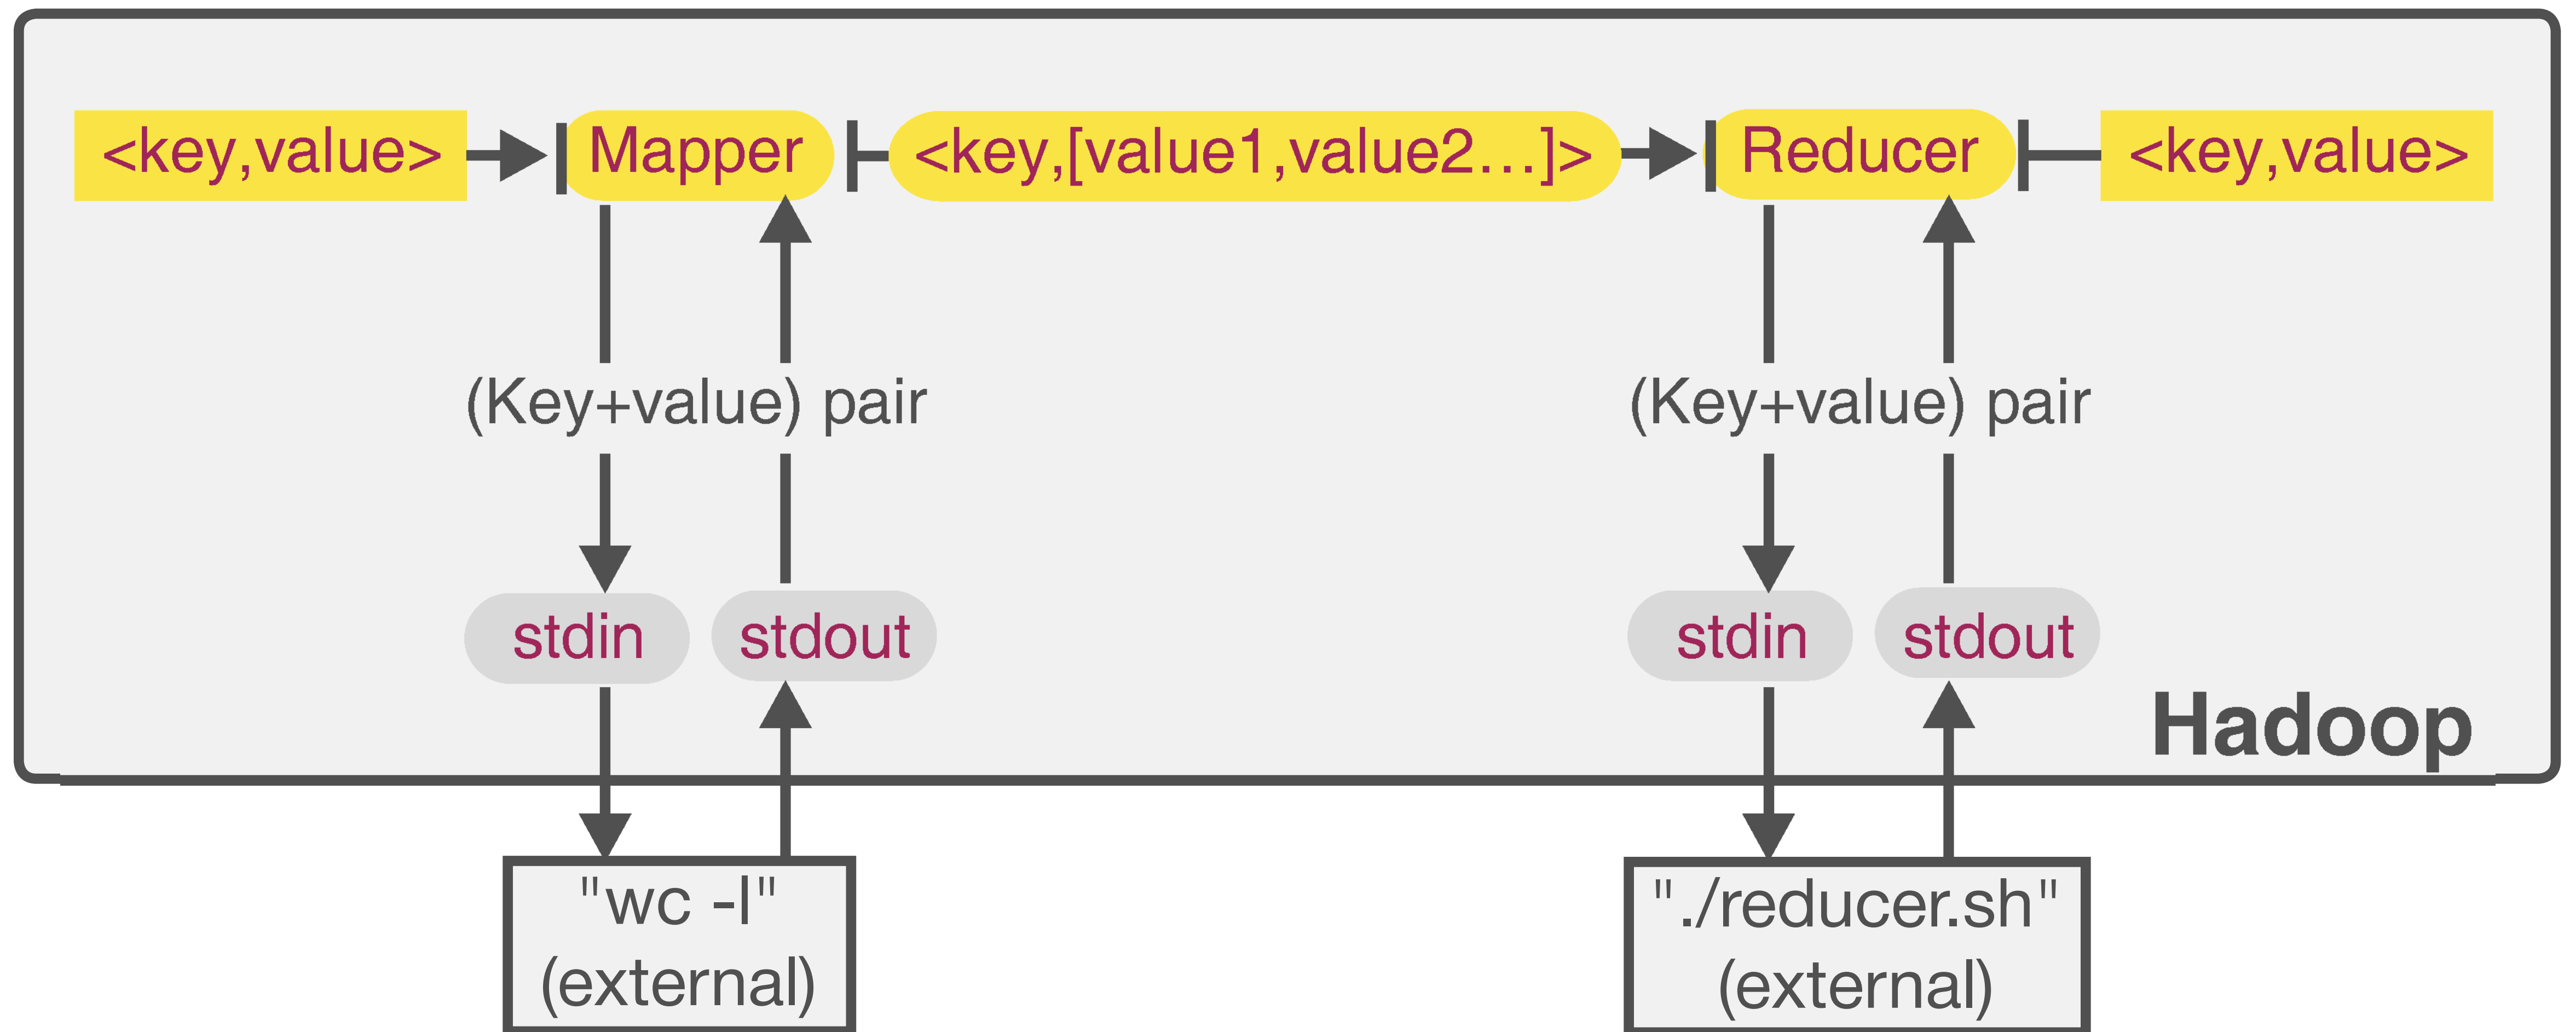 <key,value>
Mapper
<key,[value1,value2...]>
Reducer
<key,value>
(Key+value) pair
(Key+value) pair
stdin
stdout
stdin
stdout
Hadoop
"wc -l"
(external)
"./reducer.sh"
(external)